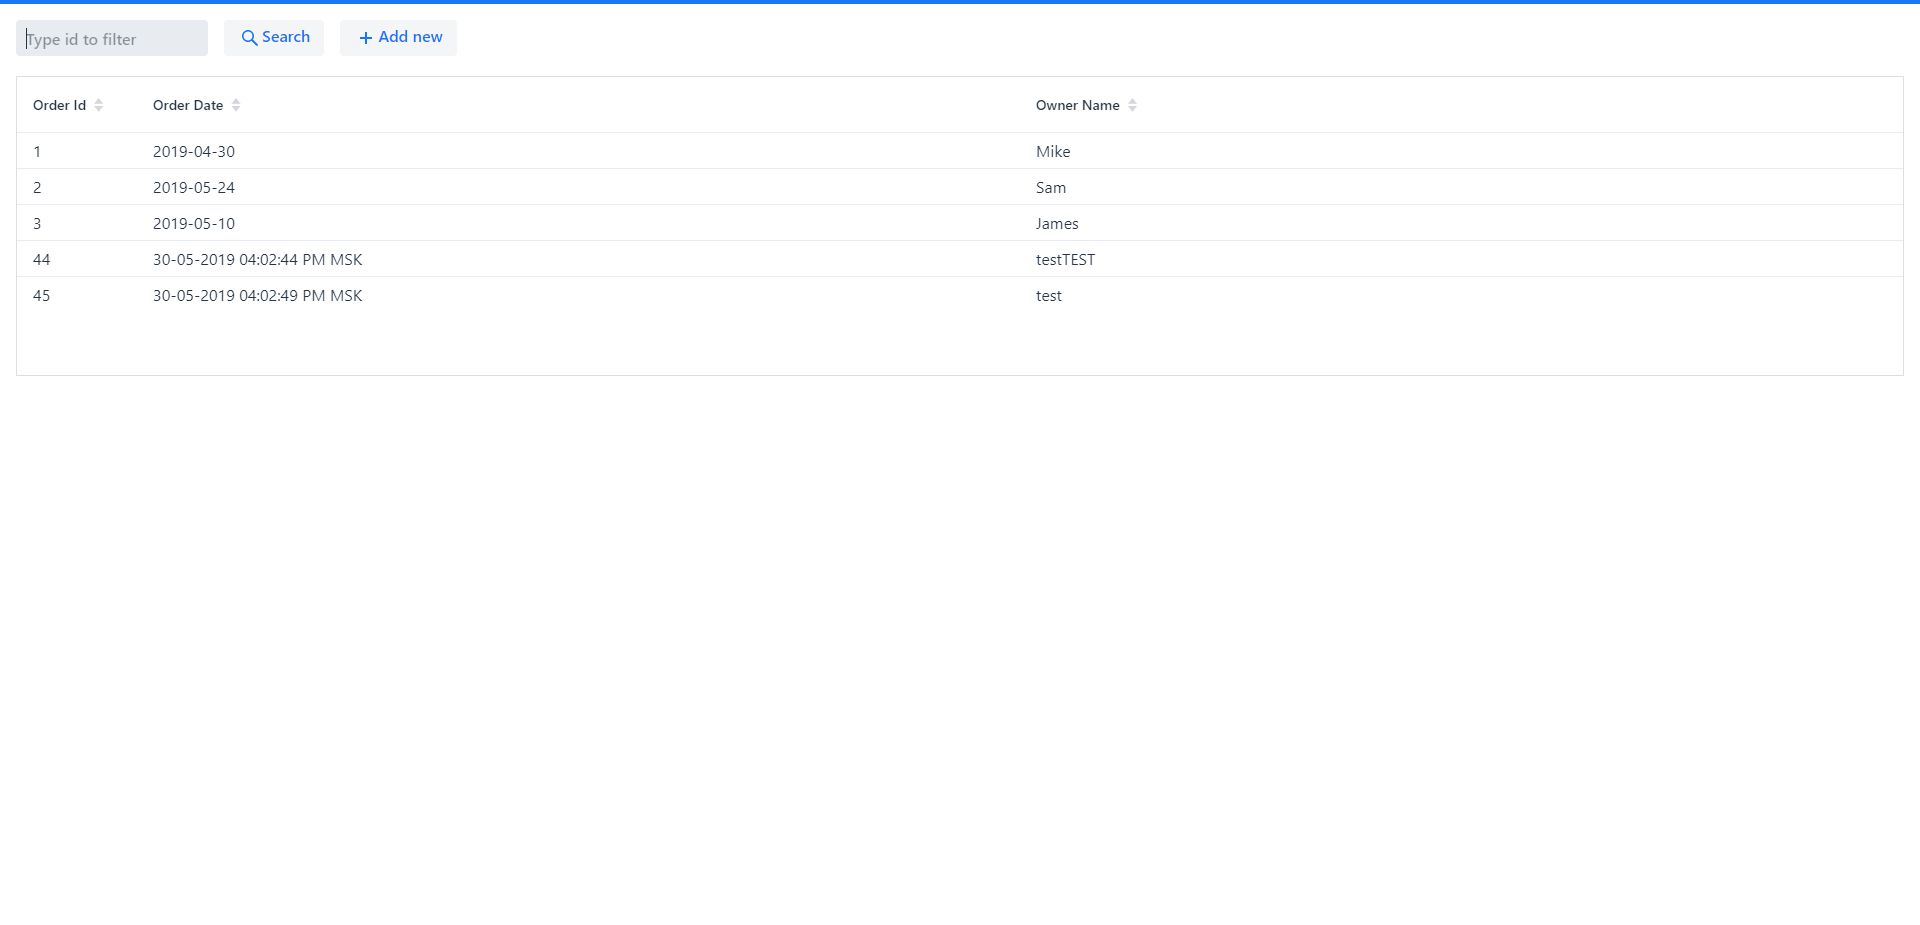 Type id to filter Search Add new
Order Id Order Date Owner Name
1 2019-04-30 Mike
2 2019-05-24 Sam
3 2019-05-10 James
44 30-05-2019 04:02:44 PM MSK testTEST
45 30-05-2019 04:02:49 PM MSK test